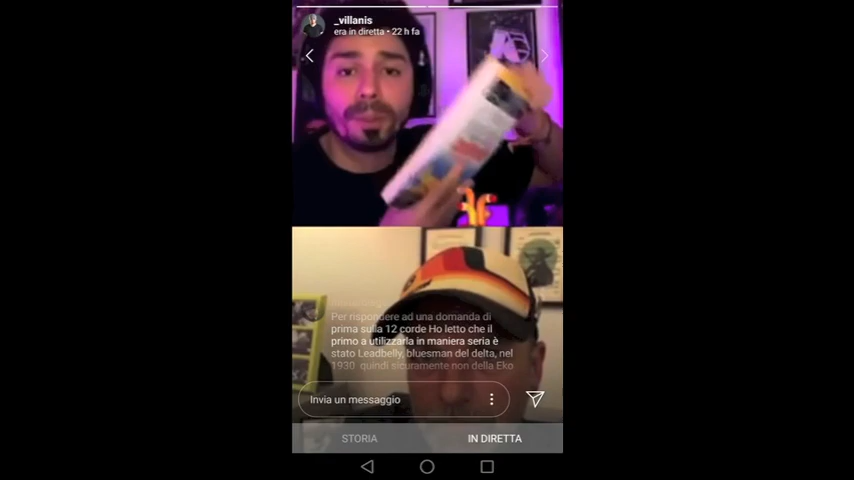 _villanis
era in diretta • 22 h fa
Per rispondere ad una domanda di
prima sulla 12 corde Ho letto che il
primo a utilizzarla in maniera seria è
stato Leadbelly, bluesman del delta, nel
1930 quindi sicuramente non della Eko
Invia un messaggio
STORIA
IN DIRETTA